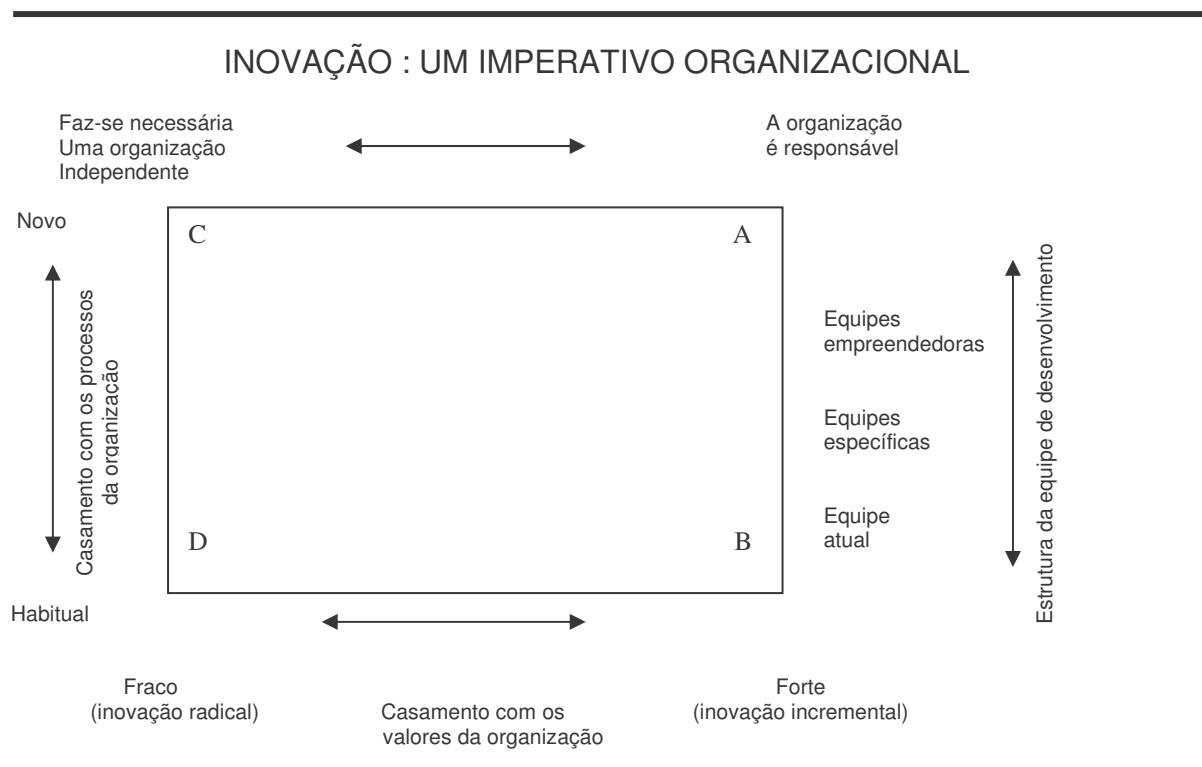 INOVAÇÃO : UM IMPERATIVO ORGANIZACIONAL
Faz-se necessária
Uma organização
Independente
A organização
é responsável
Novo
C
A
Casamento com os processos
da organização
Equipes
empreendedoras
Equipes
específicas
Equipe
atual
Estrutura da equipe de desenvolvimento
D
B
Habitual
Fraco
(inovação radical)
Casamento com os
valores da organização
Forte
(inovação incremental)